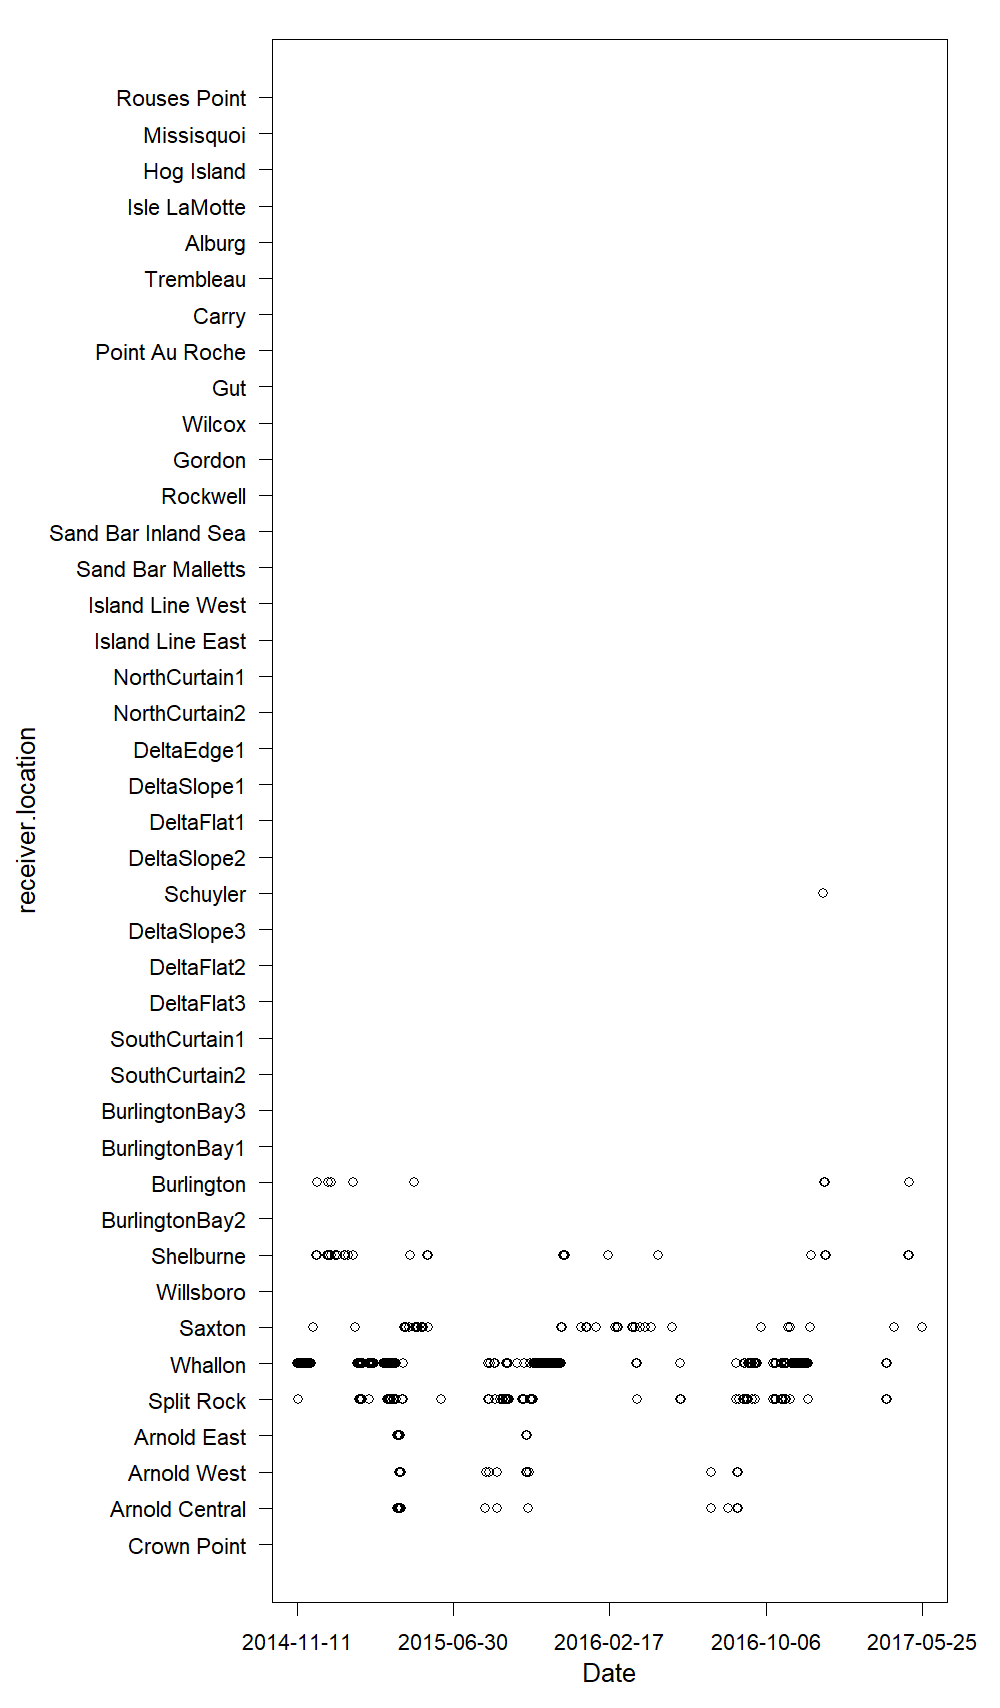 Rouses Point
Missisquoi
Hog Island
Isle LaMotte
Alburg
Trembleau
Carry
Point Au Roche
Gut
Wilcox
Gordon
Rockwell
Sand Bar Inland Sea
Sand Bar Malletts
Island Line West
Island Line East
NorthCurtain1
NorthCurtain2
DeltaEdge1
DeltaSlope1
DeltaFlat1
DeltaSlope2
Schuyler
DeltaSlope3
DeltaFlat2
DeltaFlat3
SouthCurtain1
SouthCurtain2
BurlingtonBay3
BurlingtonBay1
Burlington
BurlingtonBay2
Shelburne
Willsboro
Saxton
Whallon
Split Rock
Arnold East
Arnold West
Arnold Central
Crown Point
receiver.location
2014-11-11 2015-06-30 2016-02-17 2016-10-06 2017-05-25
Date